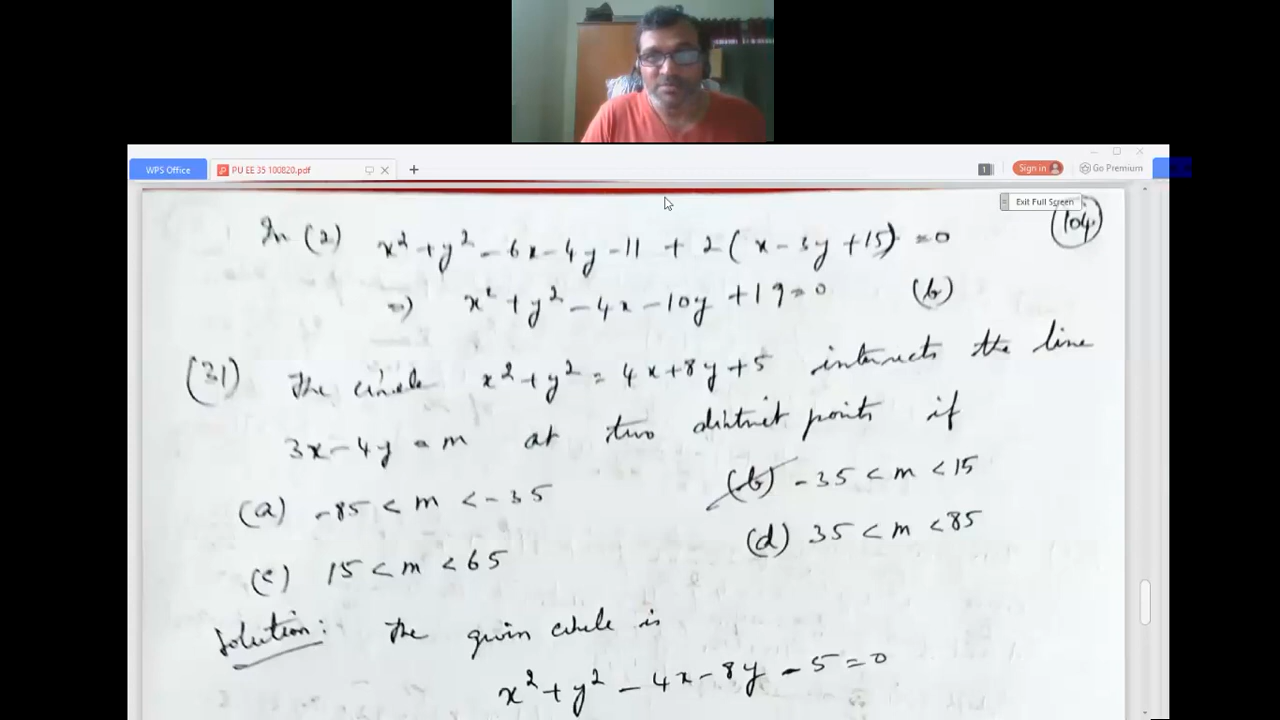 WPS Office
PU EE 35 100820.pdf
1
Sign in
Go Premium
Exit Full Screen
In (2) x² + y² - 6x - 4y - 11 + 2(x - 3y + 15) = 0
(104)
⇒) x² + y² - 4x - 10y + 19 = 0 (b)
(31) The circle x² + y² = 4x + 8y + 5 intersects the line
3x - 4y = m at two distinct points if
(a) -85 < m < -35
(b) -35 < m < 15
(c) 15 < m < 65
(d) 35 < m < 85
Solution: The given circle is
x² + y² - 4x - 8y - 5 = 0